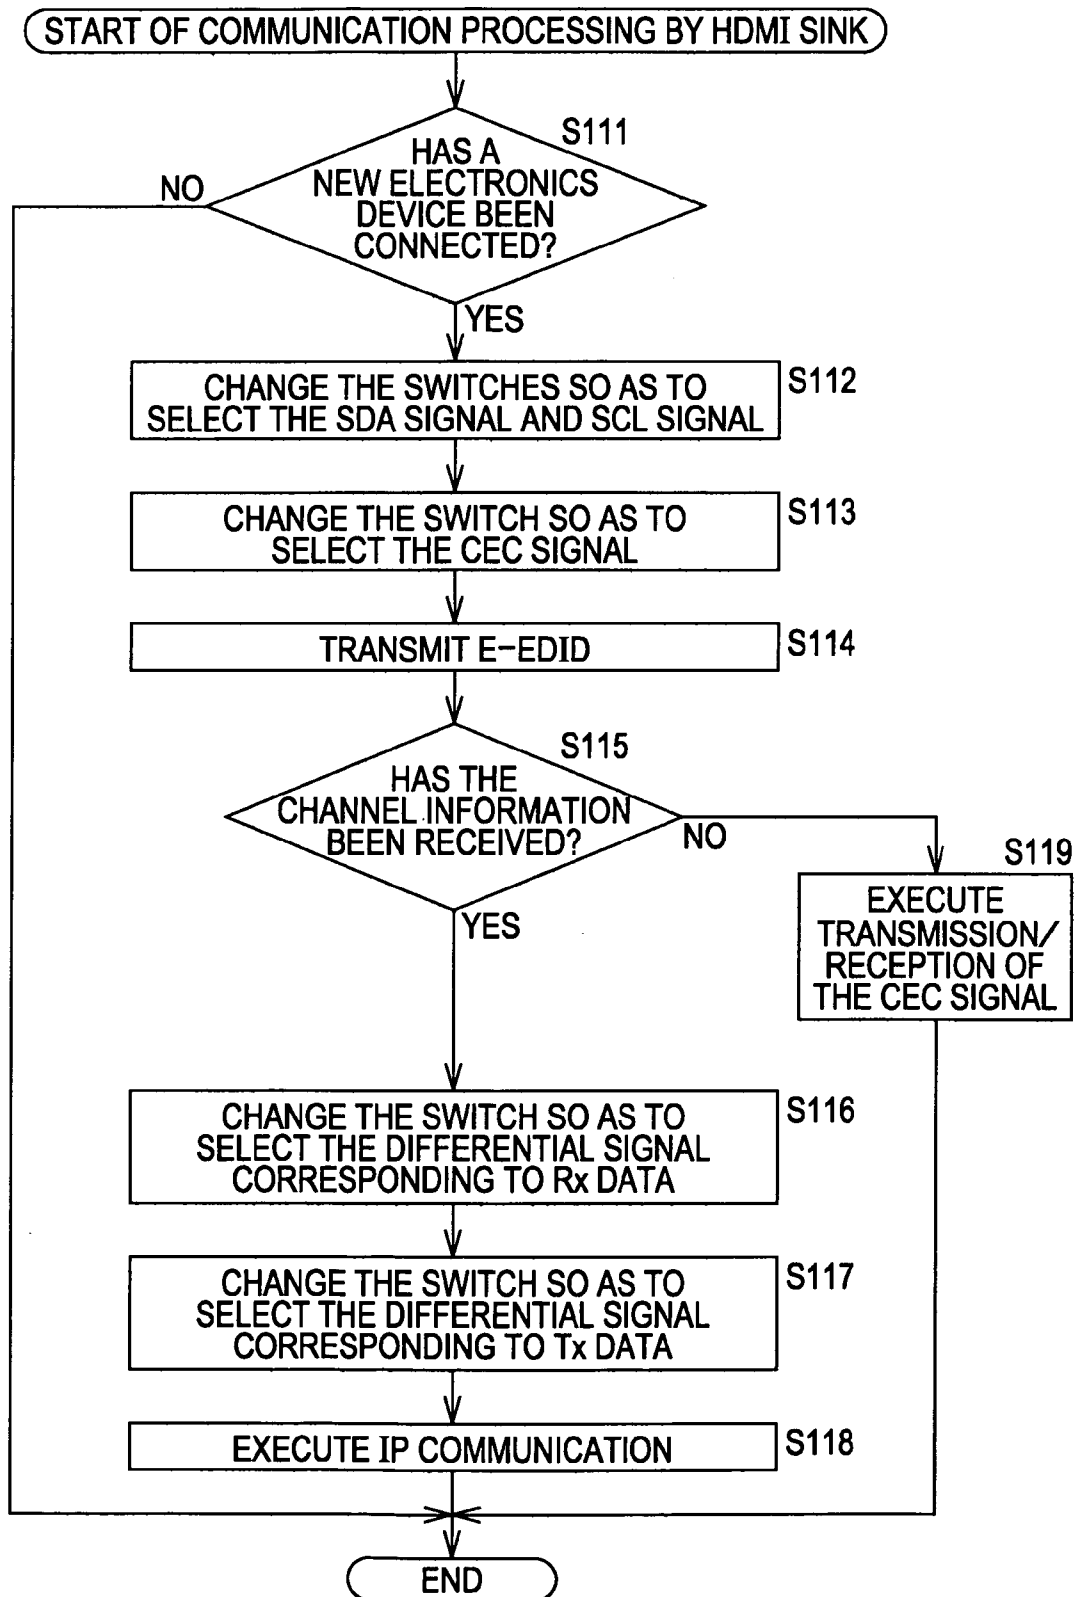 START OF COMMUNICATION PROCESSING BY HDMI SINK
S111
HAS A
NEW ELECTRONICS
DEVICE BEEN
CONNECTED?
NO
YES
CHANGE THE SWITCHES SO AS TO
SELECT THE SDA SIGNAL AND SCL SIGNAL
S112
CHANGE THE SWITCH SO AS TO
SELECT THE CEC SIGNAL
S113
TRANSMIT E-EDID
S114
S115
HAS THE
CHANNEL INFORMATION
BEEN RECEIVED?
NO
YES
S119
EXECUTE
TRANSMISSION/
RECEPTION OF
THE CEC SIGNAL
CHANGE THE SWITCH SO AS TO
SELECT THE DIFFERENTIAL SIGNAL
CORRESPONDING TO Rx DATA
S116
CHANGE THE SWITCH SO AS TO
SELECT THE DIFFERENTIAL SIGNAL
CORRESPONDING TO Tx DATA
S117
EXECUTE IP COMMUNICATION
S118
END